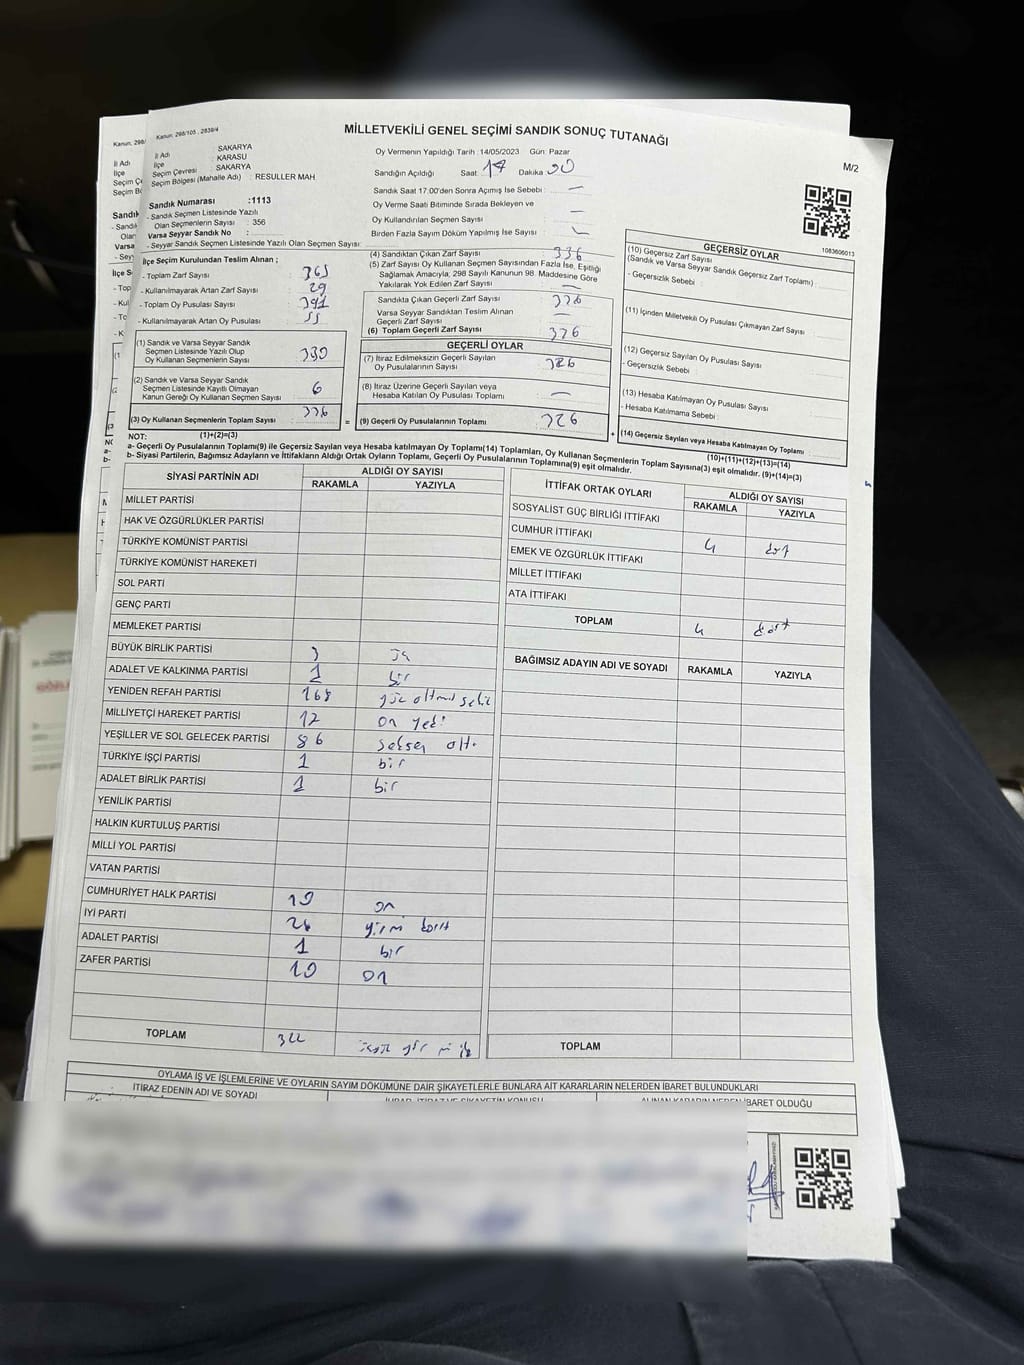 Kanun, 298/105 , 2839/4
MİLLETVEKİLİ GENEL SEÇİMİ SANDIK SONUÇ TUTANAĞI
M/2
İl Adı : SAKARYA
İlçe : KARASU
Seçim Çevresi : SAKARYA
Seçim Bölgesi (Mahalle Adı) : RESULLER MAH
Oy Vermenin Yapıldığı Tarih :14/05/2023 Gün: Pazar
Sandığın Açıldığı Saat: 17 Dakika 00
Sandık Saat 17:00'den Sonra Açımış İse Sebebi : —
Oy Verme Saati Bitiminde Sırada Bekleyen ve
Oy Kullandırılan Seçmen Sayısı : —
Birden Fazla Sayım Döküm Yapılmış İse Sayısı :
Sandık Numarası :1113
- Sandık Seçmen Listesinde Yazılı
Olan Seçmenlerin Sayısı : 356
Varsa Seyyar Sandık No :
- Seyyar Sandık Seçmen Listesinde Yazılı Olan Seçmen Sayısı:
1083606013
İlçe Seçim Kurulundan Teslim Alınan ;
- Toplam Zarf Sayısı : 365
- Kullanılmayarak Artan Zarf Sayısı : 29
- Toplam Oy Pusulası Sayısı : 391
- Kullanılmayarak Artan Oy Pusulası : 55
(1) Sandık ve Varsa Seyyar Sandık
Seçmen Listesinde Yazılı Olup
Oy Kullanan Seçmenlerin Sayısı : 330
(2) Sandık ve Varsa Seyyar Sandık
Seçmen Listesinde Kayıtlı Olmayan
Kanun Gereği Oy Kullanan Seçmen Sayısı : 6
(3) Oy Kullanan Seçmenlerin Toplam Sayısı : 336
(1)+(2)=(3)
(4) Sandıktan Çıkan Zarf Sayısı : 336
(5) Zarf Sayısı Oy Kullanan Seçmen Sayısından Fazla İse, Eşitliği
Sağlamak Amacıyla, 298 Sayılı Kanunun 98. Maddesine Göre
Yakılarak Yok Edilen Zarf Sayısı : —
Sandıkta Çıkan Geçerli Zarf Sayısı : 336
Varsa Seyyar Sandıktan Teslim Alınan
Geçerli Zarf Sayısı : —
(6) Toplam Geçerli Zarf Sayısı : 336
GEÇERLİ OYLAR
(7) İtiraz Edilmeksizin Geçerli Sayılan
Oy Pusulalarının Sayısı : 326
(8) İtiraz Üzerine Geçerli Sayılan veya
Hesaba Katılan Oy Pusulası Toplamı : —
= (9) Geçerli Oy Pusulalarının Toplamı : 326
GEÇERSİZ OYLAR
(10) Geçersiz Zarf Sayısı
(Sandık ve Varsa Seyyar Sandık Geçersiz Zarf Toplamı) :
- Geçersizlik Sebebi :
(11) İçinden Milletvekili Oy Pusulası Çıkmayan Zarf Sayısı :
(12) Geçersiz Sayılan Oy Pusulası Sayısı :
- Geçersizlik Sebebi :
(13) Hesaba Katılmayan Oy Pusulası Sayısı :
- Hesaba Katılmama Sebebi :
+ (14) Geçersiz Sayılan veya Hesaba Katılmayan Oy Toplamı :
(10)+(11)+(12)+(13)=(14)
NOT:
a- Geçerli Oy Pusulalarının Toplamı(9) ile Geçersiz Sayılan veya Hesaba katılmayan Oy Toplamı(14) Toplamları, Oy Kullanan Seçmenlerin Toplam Sayısına(3) eşit olmalıdır. (9)+(14)=(3)
b- Siyasi Partilerin, Bağımsız Adayların ve İttifakların Aldığı Ortak Oyların Toplamı, Geçerli Oy Pusulalarının Toplamına(9) eşit olmalıdır.
SİYASİ PARTİNİN ADI ALDIĞI OY SAYISI
RAKAMLA YAZIYLA
MİLLET PARTİSİ
HAK VE ÖZGÜRLÜKLER PARTİSİ
TÜRKİYE KOMÜNİST PARTİSİ
TÜRKİYE KOMÜNİST HAREKETİ
SOL PARTİ
GENÇ PARTİ
MEMLEKET PARTİSİ
BÜYÜK BİRLİK PARTİSİ 3
ADALET VE KALKINMA PARTİSİ 1 bir
YENİDEN REFAH PARTİSİ 168 yüz altmış sekiz
MİLLİYETÇİ HAREKET PARTİSİ 17 on yedi
YEŞİLLER VE SOL GELECEK PARTİSİ 86 seksen altı
TÜRKİYE İŞÇİ PARTİSİ 1 bir
ADALET BİRLİK PARTİSİ 1 bir
YENİLİK PARTİSİ
HALKIN KURTULUŞ PARTİSİ
MİLLİ YOL PARTİSİ
VATAN PARTİSİ
CUMHURİYET HALK PARTİSİ 10 on
İYİ PARTİ 24 yirmi dört
ADALET PARTİSİ 1 bir
ZAFER PARTİSİ 10 on
TOPLAM 322
İTTİFAK ORTAK OYLARI ALDIĞI OY SAYISI
RAKAMLA YAZIYLA
SOSYALİST GÜÇ BİRLİĞİ İTTİFAKI
CUMHUR İTTİFAKI 4 dört
EMEK VE ÖZGÜRLÜK İTTİFAKI
MİLLET İTTİFAKI
ATA İTTİFAKI
TOPLAM 4 dört
BAĞIMSIZ ADAYIN ADI VE SOYADI RAKAMLA YAZIYLA
TOPLAM
OYLAMA İŞ VE İŞLEMLERİNE VE OYLARIN SAYIM DÖKÜMÜNE DAİR ŞİKAYETLERLE BUNLARA AİT KARARLARIN NELERDEN İBARET BULUNDUKLARI
İTİRAZ EDENİN ADI VE SOYADI
ALINAN KARARIN NEDEN İBARET OLDUĞU